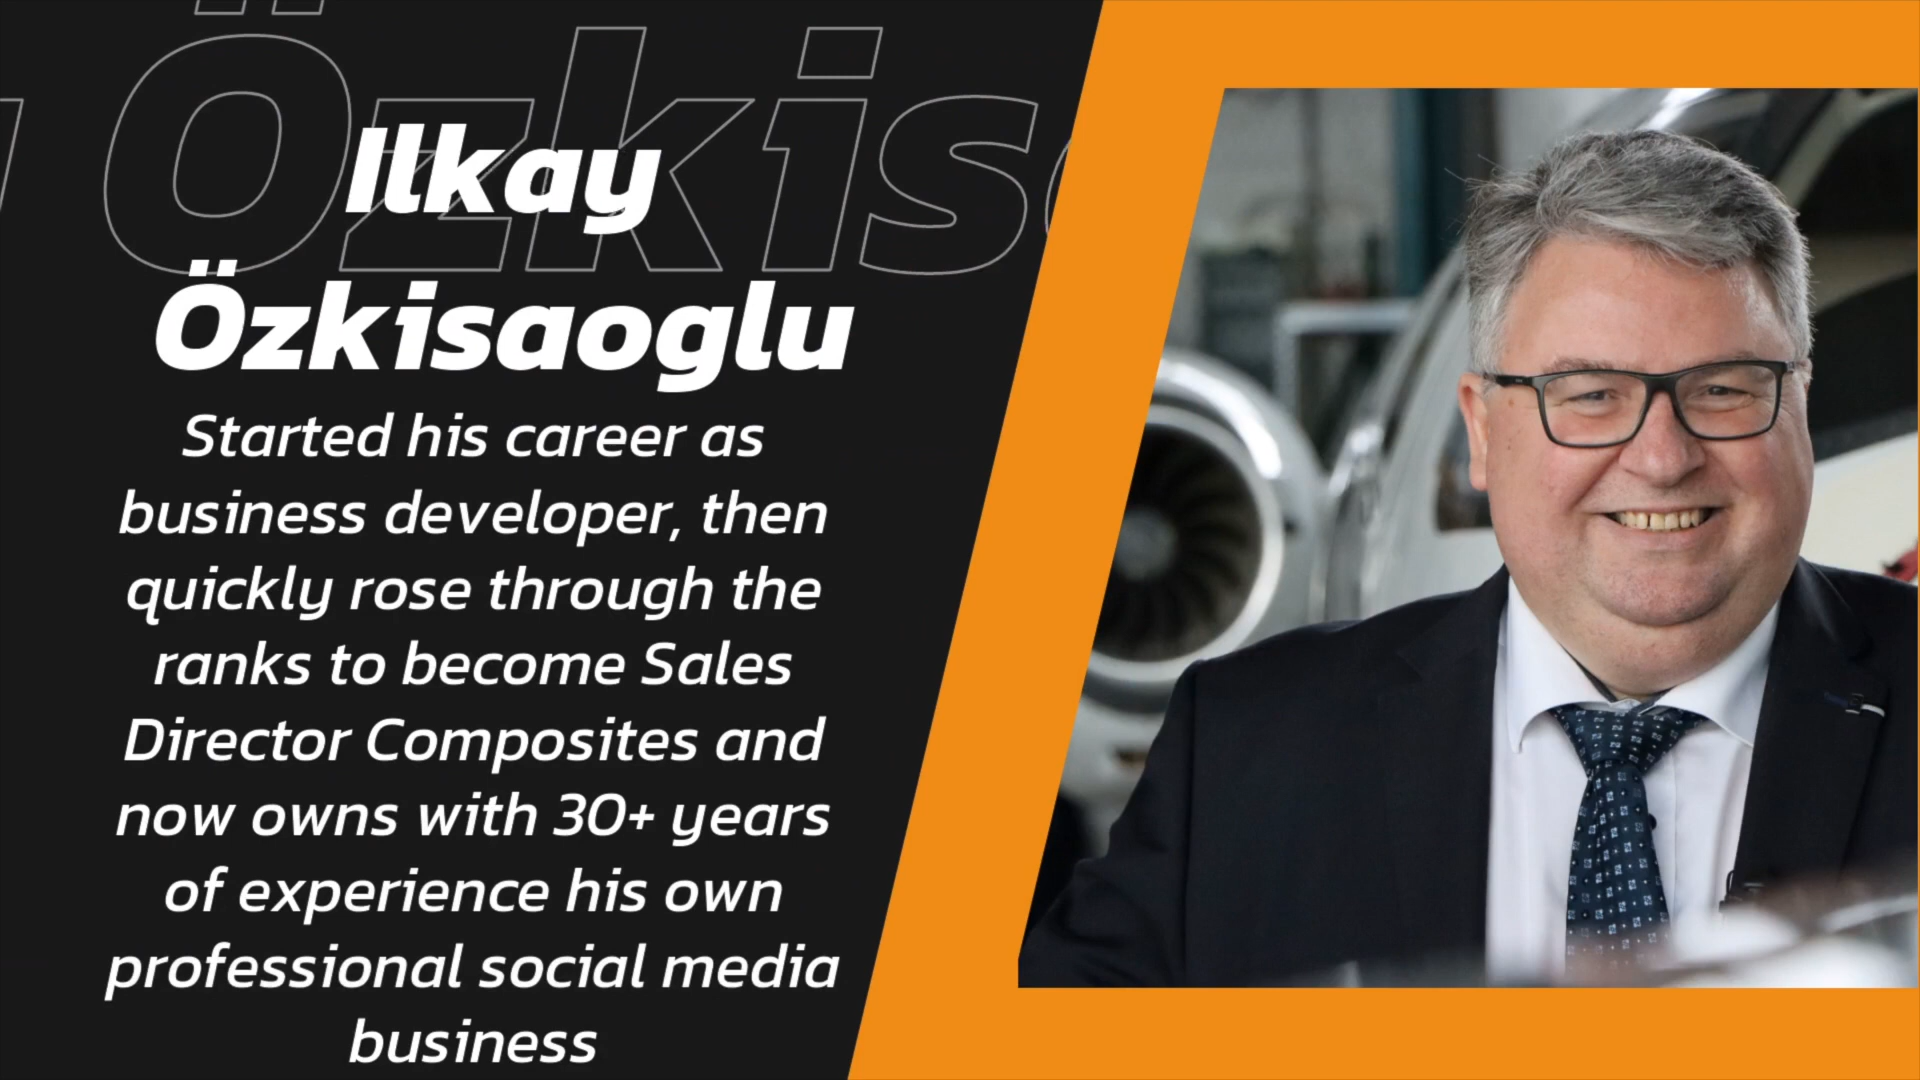 Özkisa
Ilkay
Özkisaoglu
Started his career as
business developer, then
quickly rose through the
ranks to become Sales
Director Composites and
now owns with 30+ years
of experience his own
professional social media
business